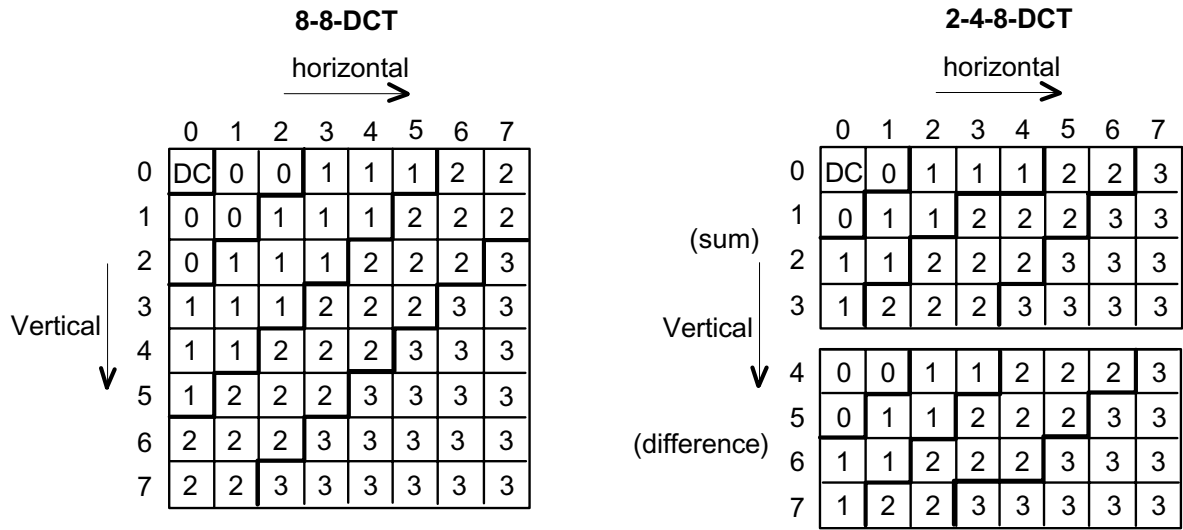 8-8-DCT
horizontal
0 1 2 3 4 5 6 7
0 DC 0 0 1 1 1 2 2
1 0 0 1 1 1 2 2 2
2 0 1 1 1 2 2 2 3
3 1 1 1 2 2 2 3 3
4 1 1 2 2 2 3 3 3
5 1 2 2 2 3 3 3 3
6 2 2 2 3 3 3 3 3
7 2 2 3 3 3 3 3 3
Vertical
2-4-8-DCT
horizontal
0 1 2 3 4 5 6 7
0 DC 0 1 1 1 2 2 3
1 0 1 1 2 2 2 3 3
2 1 1 2 2 2 3 3 3
3 1 2 2 2 3 3 3 3
(sum)
Vertical
4 0 0 1 1 2 2 2 3
5 0 1 1 2 2 2 3 3
6 1 1 2 2 2 3 3 3
7 1 2 2 3 3 3 3 3
(difference)